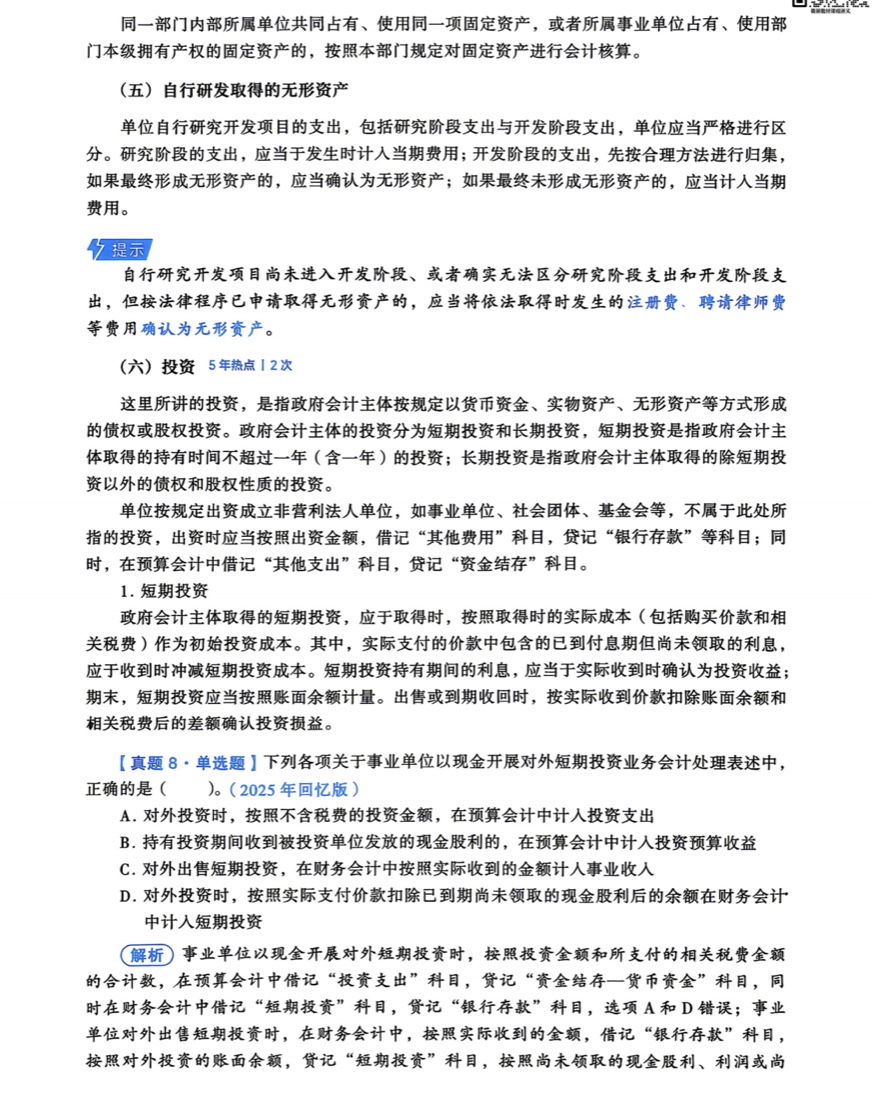 同一部门内部所属单位共同占有、使用同一项固定资产，或者所属事业单位占有、使用部
门本级拥有产权的固定资产的，按照本部门规定对固定资产进行会计核算。
（五）自行研发取得的无形资产
单位自行研究开发项目的支出，包括研究阶段支出与开发阶段支出，单位应当严格进行区
分。研究阶段的支出，应当于发生时计入当期费用；开发阶段的支出，先按合理方法进行归集，
如果最终形成无形资产的，应当确认为无形资产；如果最终未形成无形资产的，应当计入当期
费用。
提示
自行研究开发项目尚未进入开发阶段、或者确实无法区分研究阶段支出和开发阶段支
出，但按法律程序已申请取得无形资产的，应当将依法取得时发生的注册费、聘请律师费
等费用确认为无形资产。
（六）投资 5年热点 | 2次
这里所讲的投资，是指政府会计主体按规定以货币资金、实物资产、无形资产等方式形成
的债权或股权投资。政府会计主体的投资分为短期投资和长期投资，短期投资是指政府会计主
体取得的持有时间不超过一年（含一年）的投资；长期投资是指政府会计主体取得的除短期投
资以外的债权和股权性质的投资。
单位按规定出资成立非营利法人单位，如事业单位、社会团体、基金会等，不属于此处所
指的投资，出资时应当按照出资金额，借记“其他费用”科目，贷记“银行存款”等科目；同
时，在预算会计中借记“其他支出”科目，贷记“资金结存”科目。
1. 短期投资
政府会计主体取得的短期投资，应于取得时，按照取得时的实际成本（包括购买价款和相
关税费）作为初始投资成本。其中，实际支付的价款中包含的已到付息期但尚未领取的利息，
应于收到时冲减短期投资成本。短期投资持有期间的利息，应当于实际收到时确认为投资收益；
期末，短期投资应当按照账面余额计量。出售或到期收回时，按实际收到价款扣除账面余额和
相关税费后的差额确认投资损益。
【真题 8·单选题】下列各项关于事业单位以现金开展对外短期投资业务会计处理表述中，
正确的是（　　）。（2025 年回忆版）
A. 对外投资时，按照不含税费的投资金额，在预算会计中计入投资支出
B. 持有投资期间收到被投资单位发放的现金股利的，在预算会计中计入投资预算收益
C. 对外出售短期投资，在财务会计中按照实际收到的金额计入事业收入
D. 对外投资时，按照实际支付价款扣除已到期尚未领取的现金股利后的余额在财务会计
中计入短期投资
解析 事业单位以现金开展对外短期投资时，按照投资金额和所支付的相关税费金额
的合计数，在预算会计中借记“投资支出”科目，贷记“资金结存—货币资金”科目，同
时在财务会计中借记“短期投资”科目，贷记“银行存款”科目，选项 A 和 D 错误；事业
单位对外出售短期投资时，在财务会计中，按照实际收到的金额，借记“银行存款”科目，
按照对外投资的账面余额，贷记“短期投资”科目，按照尚未领取的现金股利、利润或尚